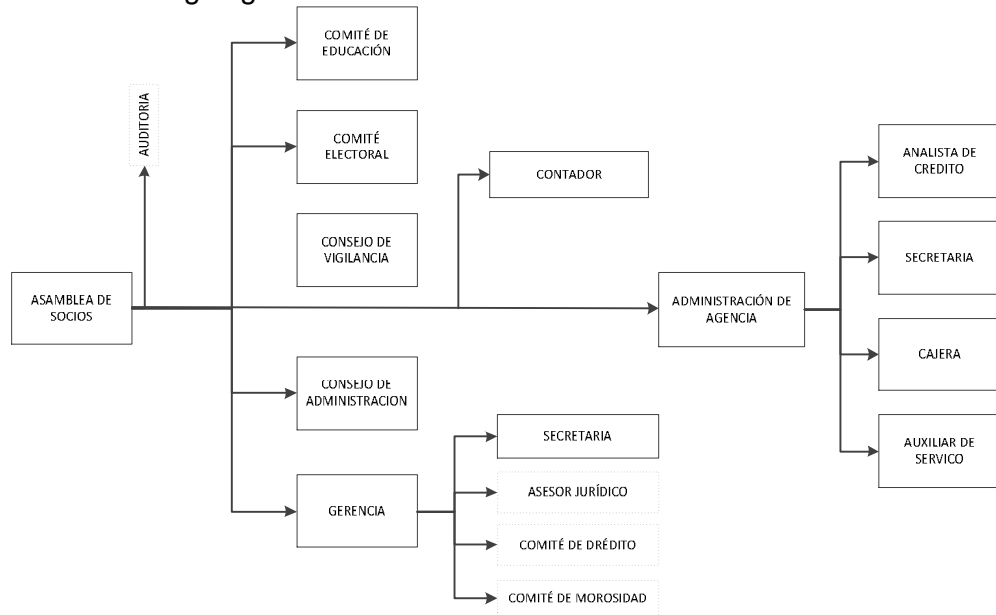 COMITÉ DE
EDUCACIÓN
AUDITORIA
COMITÉ
ELECTORAL
CONTADOR
ANALISTA DE
CREDITO
CONSEJO DE
VIGILANCIA
SECRETARIA
ASAMBLEA DE
SOCIOS
ADMINISTRACIÓN DE
AGENCIA
CAJERA
CONSEJO DE
ADMINISTRACION
SECRETARIA
AUXILIAR DE
SERVICO
GERENCIA
ASESOR JURÍDICO
COMITÉ DE DRÉDITO
COMITÉ DE MOROSIDAD